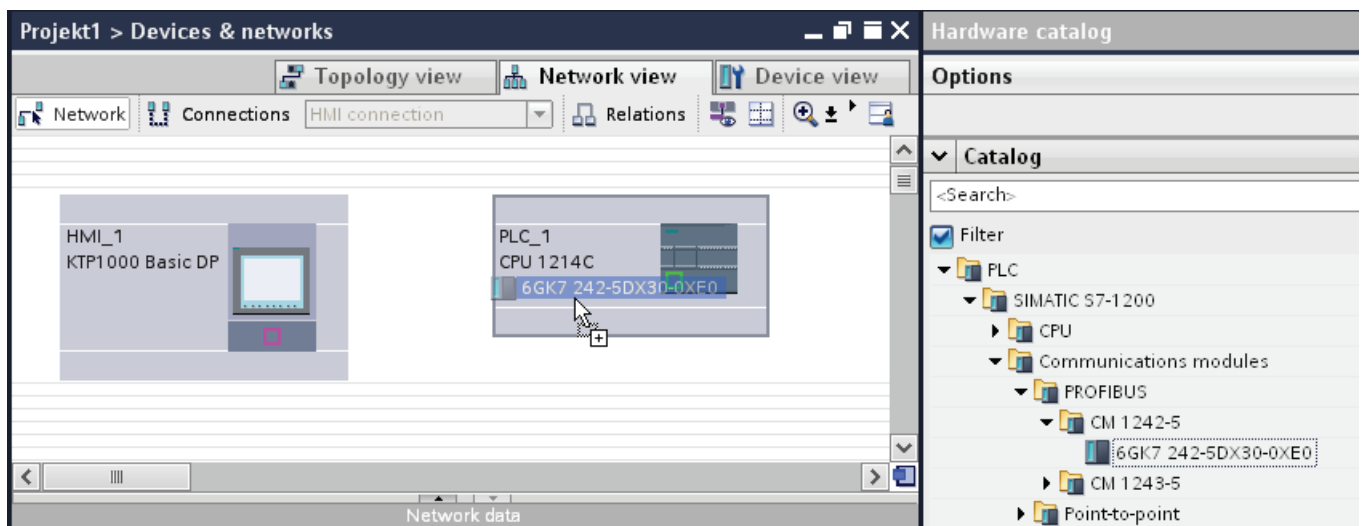 Projekt1 > Devices & networks
Topology view
Network view
Device view
Network
Connections
HMI connection
Relations
HMI_1
KTP1000 Basic DP
PLC_1
CPU 1214C
6GK7 242-5DX30-0XE0
Network data
Hardware catalog
Options
Catalog
<Search>
Filter
PLC
SIMATIC S7-1200
CPU
Communications modules
PROFIBUS
CM 1242-5
6GK7 242-5DX30-0XE0
CM 1243-5
Point-to-point